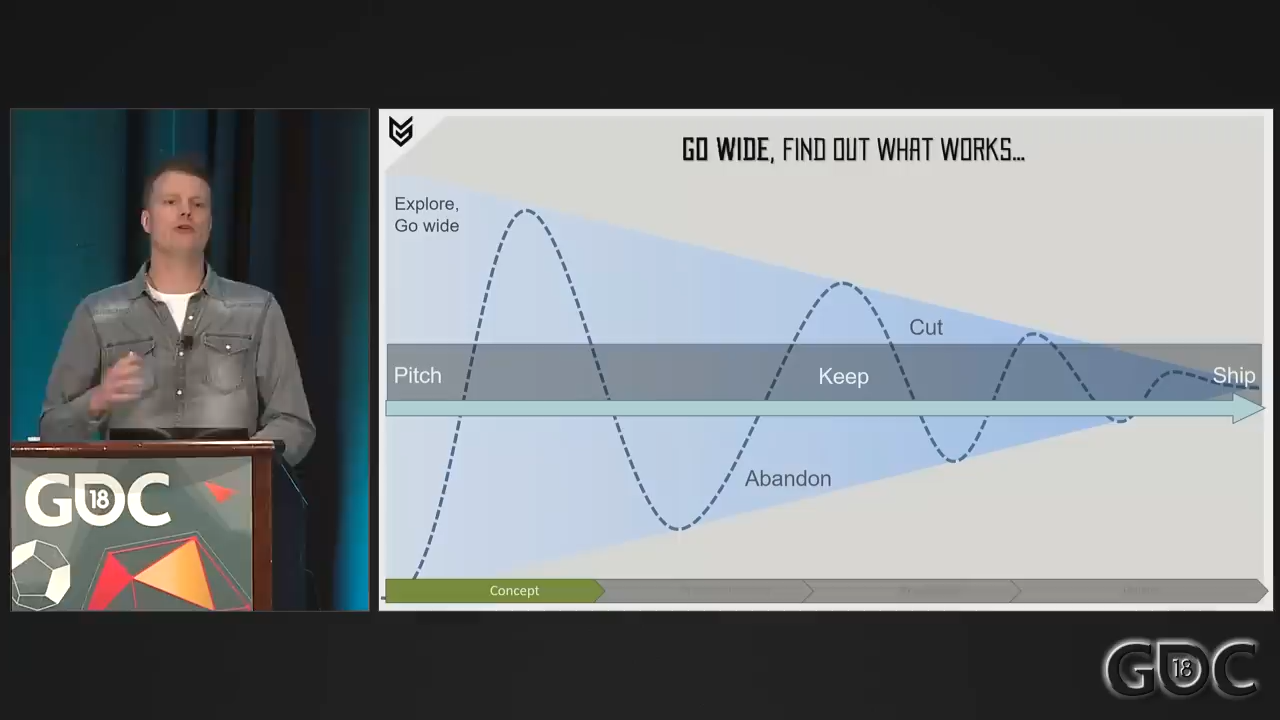 GO WIDE, FIND OUT WHAT WORKS...
Explore,
Go wide
Cut
Pitch
Keep
Ship
Abandon
Concept
GDC
18
GDC
18